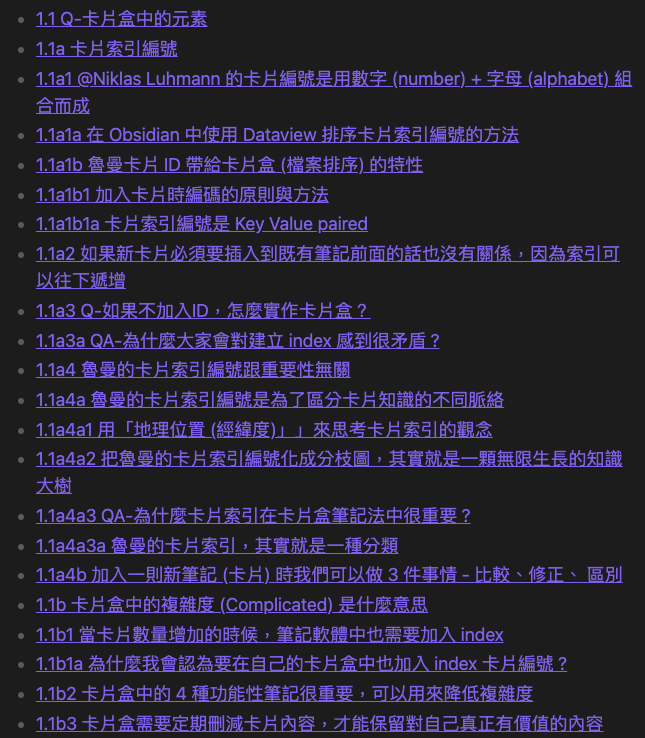 1.1 Q-卡片盒中的元素
1.1a 卡片索引編號
1.1a1 @Niklas Luhmann 的卡片編號是用數字 (number) + 字母 (alphabet) 組
合而成
1.1a1a 在 Obsidian 中使用 Dataview 排序卡片索引編號的方法
1.1a1b 魯曼卡片 ID 帶給卡片盒 (檔案排序) 的特性
1.1a1b1 加入卡片時編碼的原則與方法
1.1a1b1a 卡片索引編號是 Key Value paired
1.1a2 如果新卡片必須要插入到既有筆記前面的話也沒有關係，因為索引可
以往下遞增
1.1a3 Q-如果不加入ID，怎麼實作卡片盒？
1.1a3a QA-為什麼大家會對建立 index 感到很矛盾？
1.1a4 魯曼的卡片索引編號跟重要性無關
1.1a4a 魯曼的卡片索引編號是為了區分卡片知識的不同脈絡
1.1a4a1 用「地理位置 (經緯度)」」來思考卡片索引的觀念
1.1a4a2 把魯曼的卡片索引編號化成分枝圖，其實就是一顆無限生長的知識
大樹
1.1a4a3 QA-為什麼卡片索引在卡片盒筆記法中很重要？
1.1a4a3a 魯曼的卡片索引，其實就是一種分類
1.1a4b 加入一則新筆記 (卡片) 時我們可以做 3 件事情 - 比較、修正、 區別
1.1b 卡片盒中的複雜度 (Complicated) 是什麼意思
1.1b1 當卡片數量增加的時候，筆記軟體中也需要加入 index
1.1b1a 為什麼我會認為要在自己的卡片盒中也加入 index 卡片編號？
1.1b2 卡片盒中的 4 種功能性筆記很重要，可以用來降低複雜度
1.1b3 卡片盒需要定期刪減卡片內容，才能保留對自己真正有價值的內容